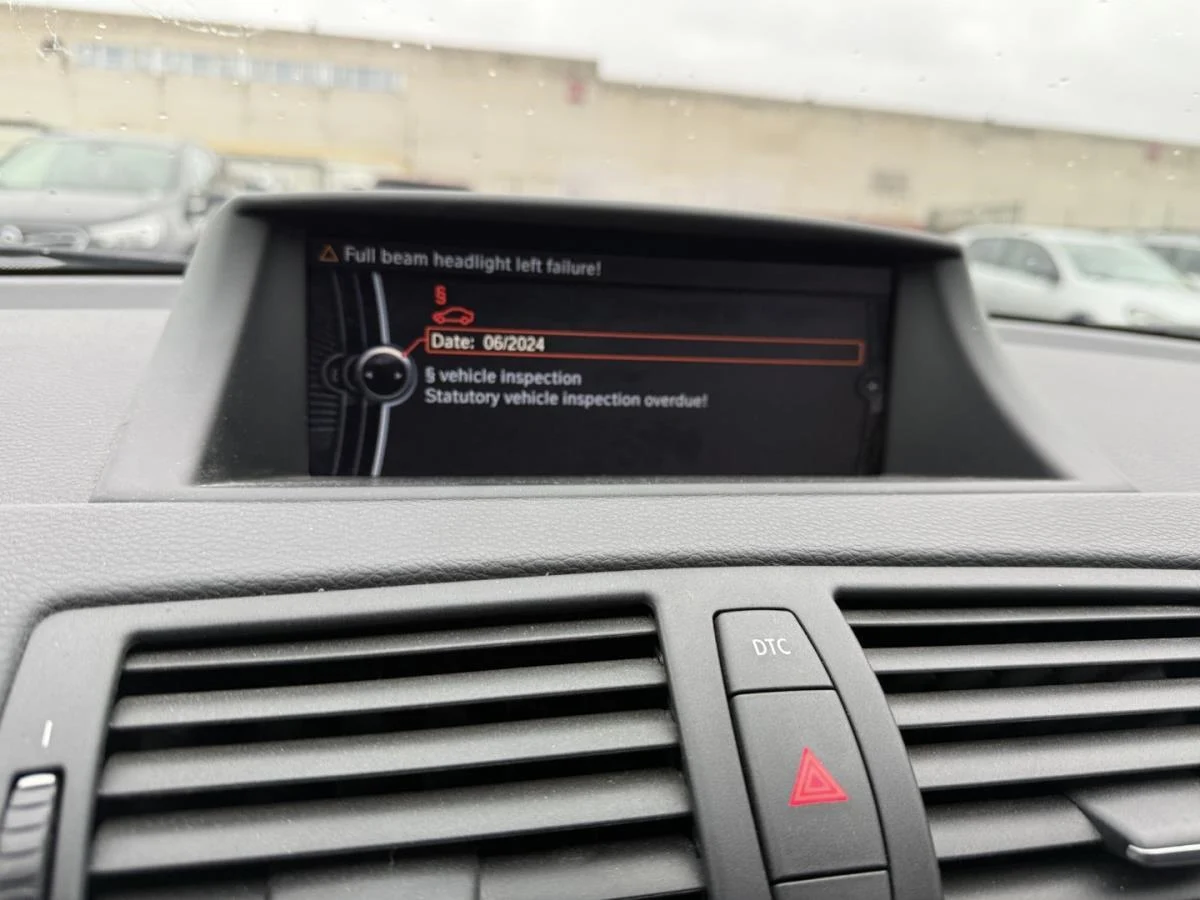 Full beam headlight left failure!
§
Date: 06/2024
§ vehicle inspection
Statutory vehicle inspection overdue!
DTC